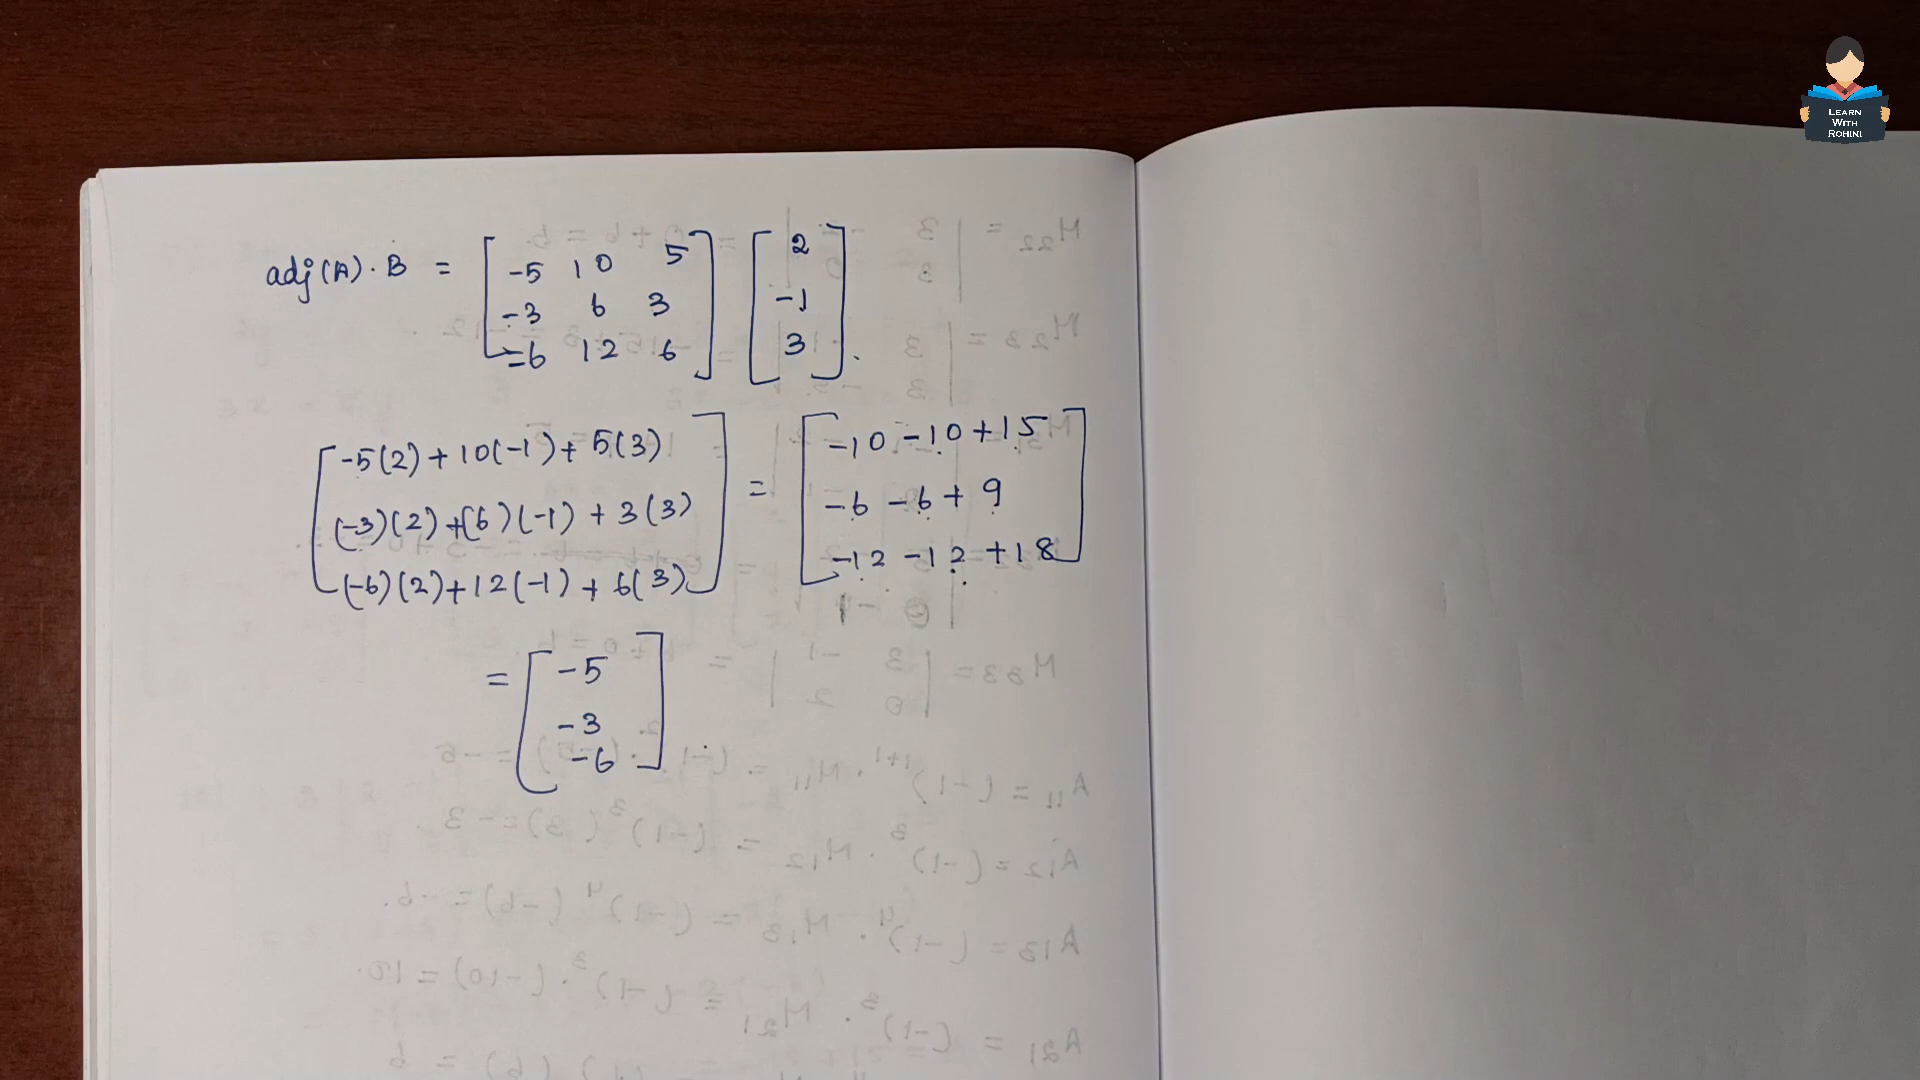 adj(A) · B = [ -5 10 5 ] [ 2 ]
[ -3 6 3 ] [ -1 ]
[ -6 12 6 ] [ 3 ] .
[ -5(2) + 10(-1) + 5(3) ] = [ -10 -10 +15 ]
[ (-3)(2) + (6)(-1) + 3(3) ] [ -6 -6 + 9 ]
[ (-6)(2) + 12(-1) + 6(3) ] [ -12 -12 +18 ]
= [ -5 ]
[ -3 ]
[ -6 ]
LEARN
WITH
ROHINI